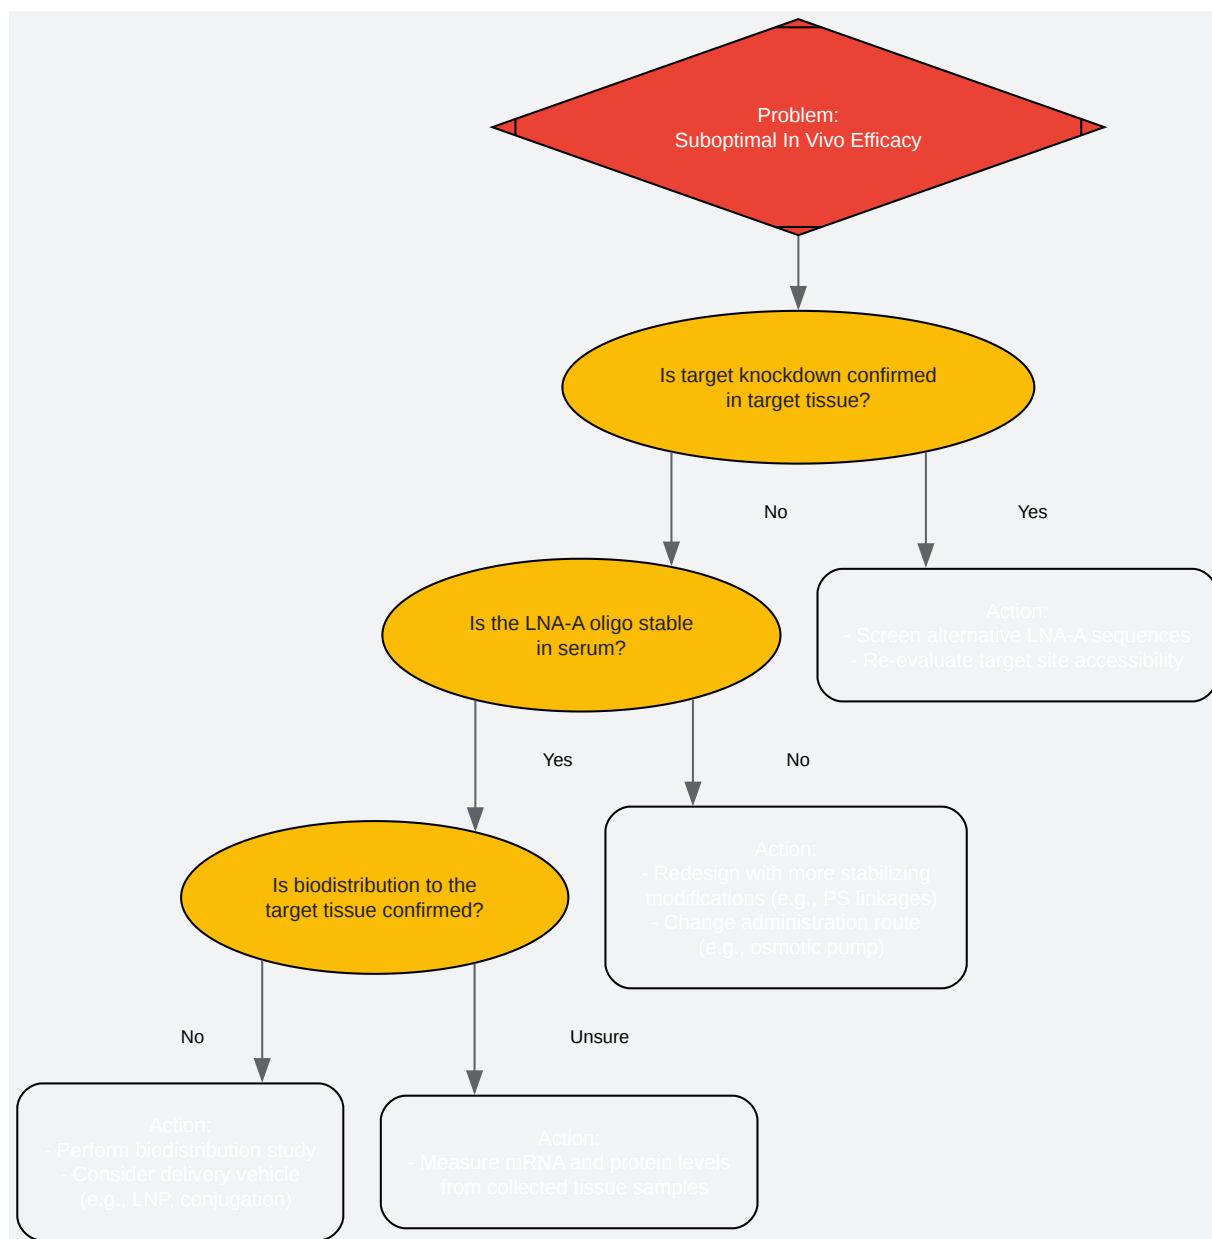 Problem:
Suboptimal In Vivo Efficacy
Is target knockdown confirmed
in target tissue?
No
Yes
Is the LNA-A oligo stable
in serum?
Action:
- Screen alternative LNA-A sequences
- Re-evaluate target site accessibility
Yes
No
Is biodistribution to the
target tissue confirmed?
Action:
- Redesign with more stabilizing
modifications (e.g., PS linkages)
- Change administration route
(e.g., osmotic pump)
No
Unsure
Action:
- Perform biodistribution study
- Consider delivery vehicle
(e.g., LNP, conjugation)
Action:
- Measure mRNA and protein levels
from collected tissue samples